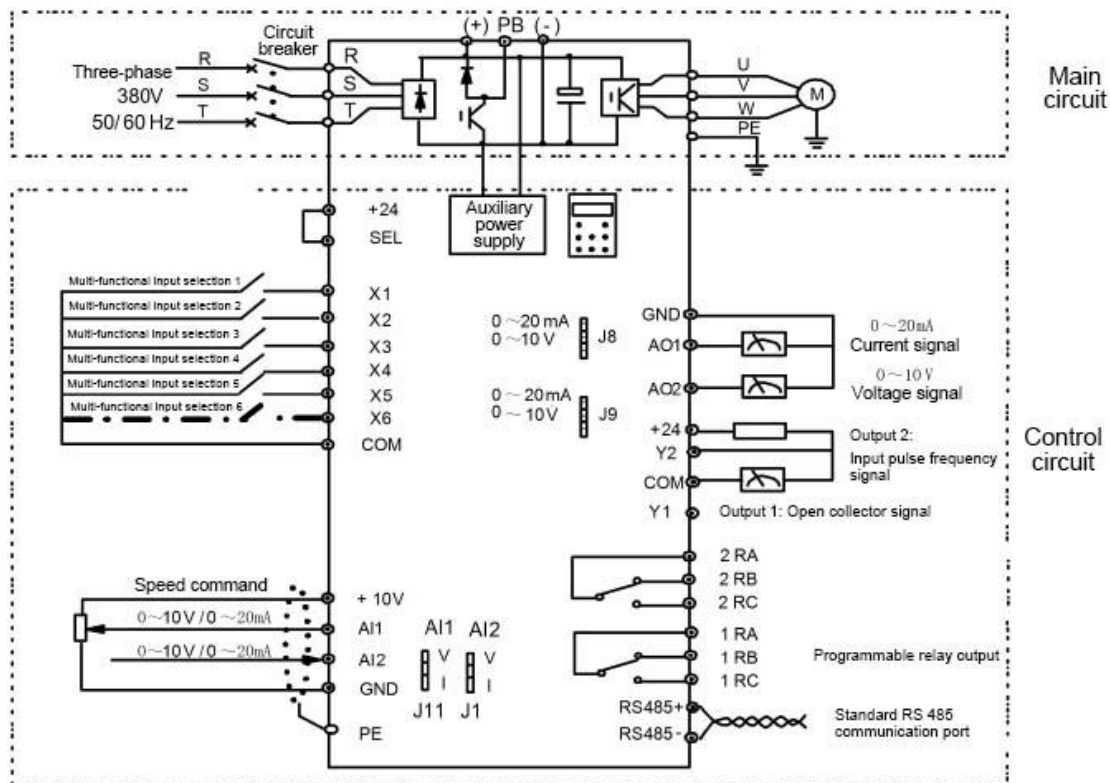 Circuit
breaker
(+) PB (-)
R R
Three-phase
380V
50/60 Hz
S S
T T
U
V
W
M
PE
Main
circuit
+24
SEL
Auxiliary
power
supply
Multi-functional Input selection 1
X1
Multi-functional Input selection 2
X2
Multi-functional Input selection 3
X3
Multi-functional Input selection 4
X4
Multi-functional Input selection 5
X5
Multi-functional Input selection 6
X6
COM
0～20 mA
0～10 V
J8
0～20mA
0～10V
J9
GND
AO1
AO2
0～20mA
Current signal
0～10V
Voltage signal
+24
Y2
COM
Output 2:
Input pulse frequency
signal
Y1 Output 1: Open collector signal
Control
circuit
2 RA
2 RB
2 RC
1 RA
1 RB
1 RC
Programmable relay output
RS485+
RS485-
Standard RS 485
communication port
Speed command
+ 10V
0～10V/0～20mA
AI1
0～10V/0～20mA
AI2
GND
PE
AI1 AI2
V V
I I
J11 J1